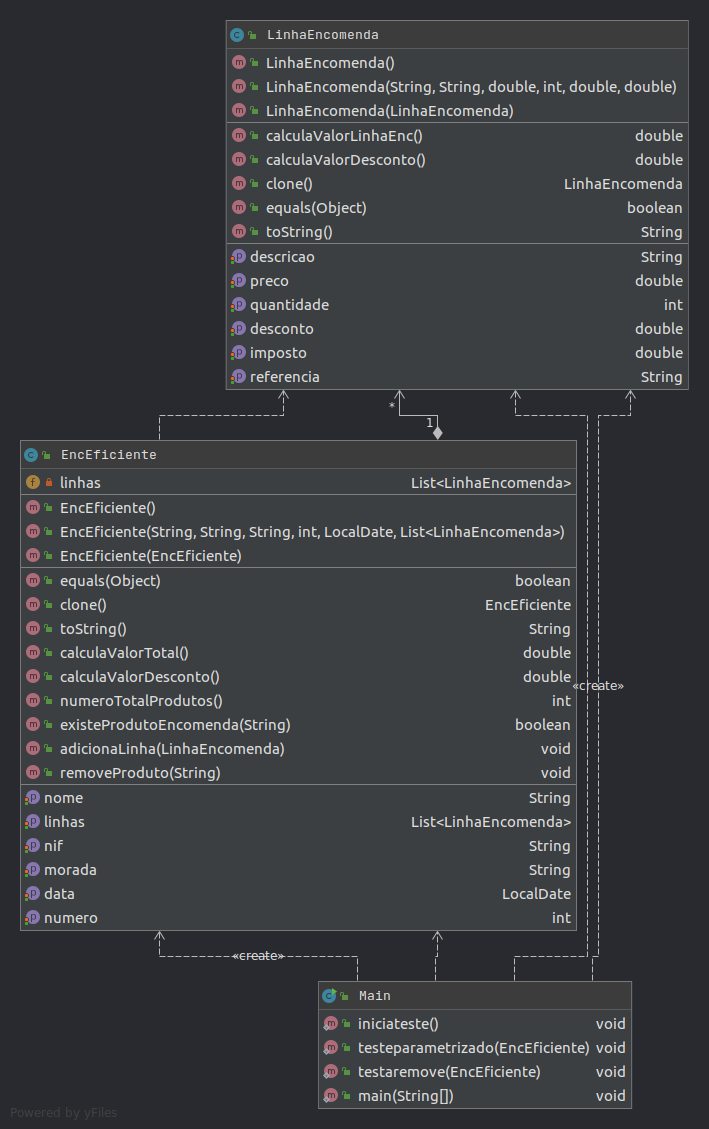 LinhaEncomenda
LinhaEncomenda()
LinhaEncomenda(String, String, double, int, double, double)
LinhaEncomenda(LinhaEncomenda)
calculaValorLinhaEnc() double
calculaValorDesconto() double
clone() LinhaEncomenda
equals(Object) boolean
toString() String
descricao String
preco double
quantidade int
desconto double
imposto double
referencia String
*
1
EncEficiente
linhas List<LinhaEncomenda>
EncEficiente()
EncEficiente(String, String, String, int, LocalDate, List<LinhaEncomenda>)
EncEficiente(EncEficiente)
equals(Object) boolean
clone() EncEficiente
toString() String
calculaValorTotal() double
calculaValorDesconto() double
«create»
numeroTotalProdutos() int
existeProdutoEncomenda(String) boolean
adicionaLinha(LinhaEncomenda) void
removeProduto(String) void
nome String
linhas List<LinhaEncomenda>
nif String
morada String
data LocalDate
numero int
«create»
Main
iniciateste() void
testeparametrizado(EncEficiente) void
testaremove(EncEficiente) void
main(String[]) void
Powered by yFiles